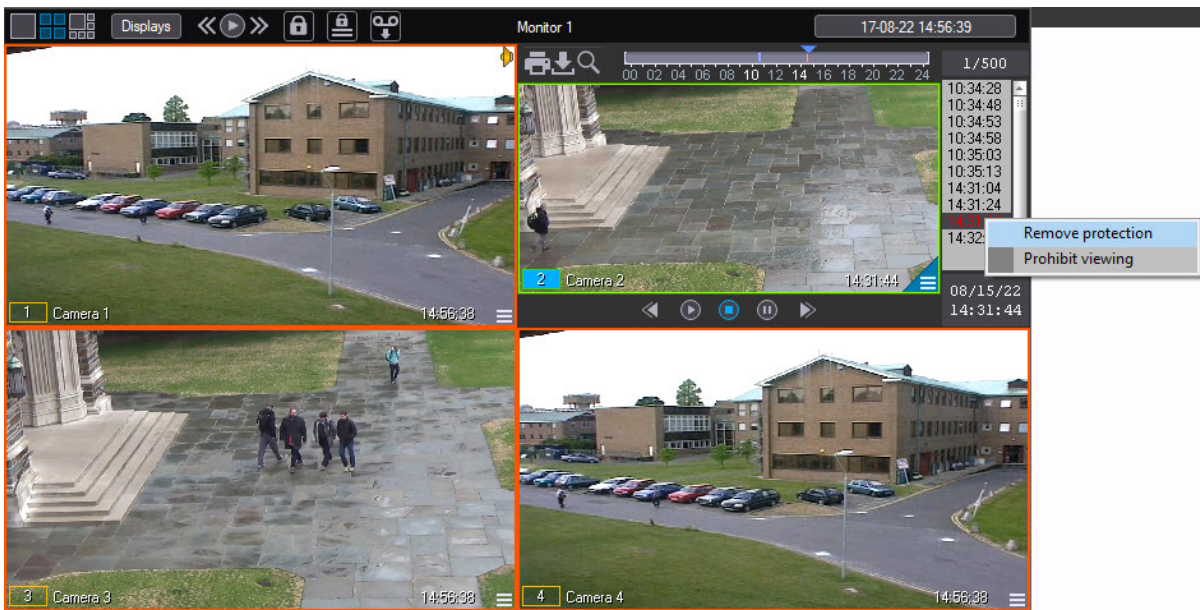 Displays
Monitor 1
17-08-22 14:56:39
00 02 04 06 08 10 12 14 16 18 20 22 24
1/500
10:34:28
10:34:48
10:34:53
10:34:58
10:35:03
10:35:13
14:31:04
14:31:24
14:32:
Remove protection
Prohibit viewing
08/15/22
14:31:44
1 Camera 1 14:56:38
2 Camera 2 14:31:44
3 Camera 3 14:56:38
4 Camera 4 14:56:38